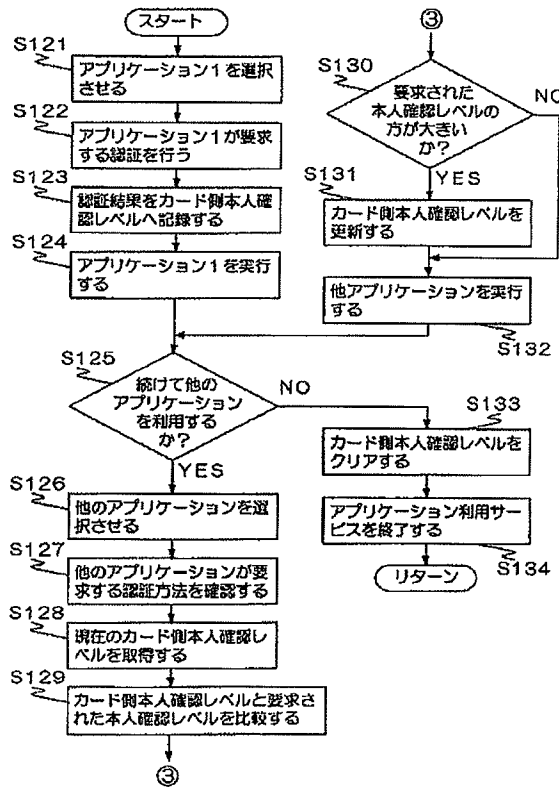 スタート
S121
アプリケーション1を選択
させる
S122
アプリケーション1が要求
する認証を行う
S123
認証結果をカード側本人確
認レベルへ記録する
S124
アプリケーション1を実行
する
S125
続けて他の
アプリケーション
を利用する
か?
NO
YES
S126
他のアプリケーションを選
択させる
S127
他のアプリケーションが要
求する認証方法を確認する
S128
現在のカード側本人確認レ
ベルを取得する
S129
カード側本人確認レベルと要求さ
れた本人確認レベルを比較する
③
③
S130
要求された
本人確認レベルの
方が大きい
か?
NO
YES
S131
カード側本人確認レベルを
更新する
他アプリケーションを実行
する
S132
S133
カード側本人確認レベルを
クリアする
アプリケーション利用サー
ビスを終了する
S134
リターン